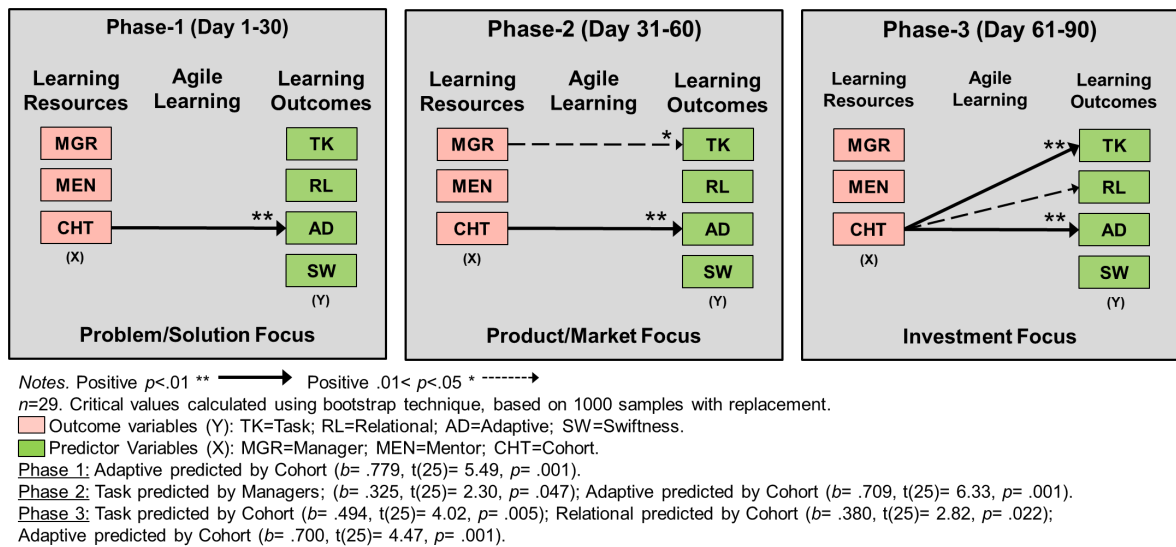 Phase-1 (Day 1-30)
Learning Resources
Agile Learning
Learning Outcomes
MGR
MEN
CHT
(X)
**
TK
RL
AD
SW
(Y)
Problem/Solution Focus
Phase-2 (Day 31-60)
Learning Resources
Agile Learning
Learning Outcomes
MGR
MEN
CHT
(X)
*
**
TK
RL
AD
SW
(Y)
Product/Market Focus
Phase-3 (Day 61-90)
Learning Resources
Agile Learning
Learning Outcomes
MGR
MEN
CHT
(X)
**
**
TK
RL
AD
SW
(Y)
Investment Focus
Notes. Positive p<.01 ** Positive .01< p<.05 *
n=29. Critical values calculated using bootstrap technique, based on 1000 samples with replacement.
Outcome variables (Y): TK=Task; RL=Relational; AD=Adaptive; SW=Swiftness.
Predictor Variables (X): MGR=Manager; MEN=Mentor; CHT=Cohort.
Phase 1: Adaptive predicted by Cohort (b= .779, t(25)= 5.49, p= .001).
Phase 2: Task predicted by Managers; (b= .325, t(25)= 2.30, p= .047); Adaptive predicted by Cohort (b= .709, t(25)= 6.33, p= .001).
Phase 3: Task predicted by Cohort (b= .494, t(25)= 4.02, p= .005); Relational predicted by Cohort (b= .380, t(25)= 2.82, p= .022);
Adaptive predicted by Cohort (b= .700, t(25)= 4.47, p= .001).